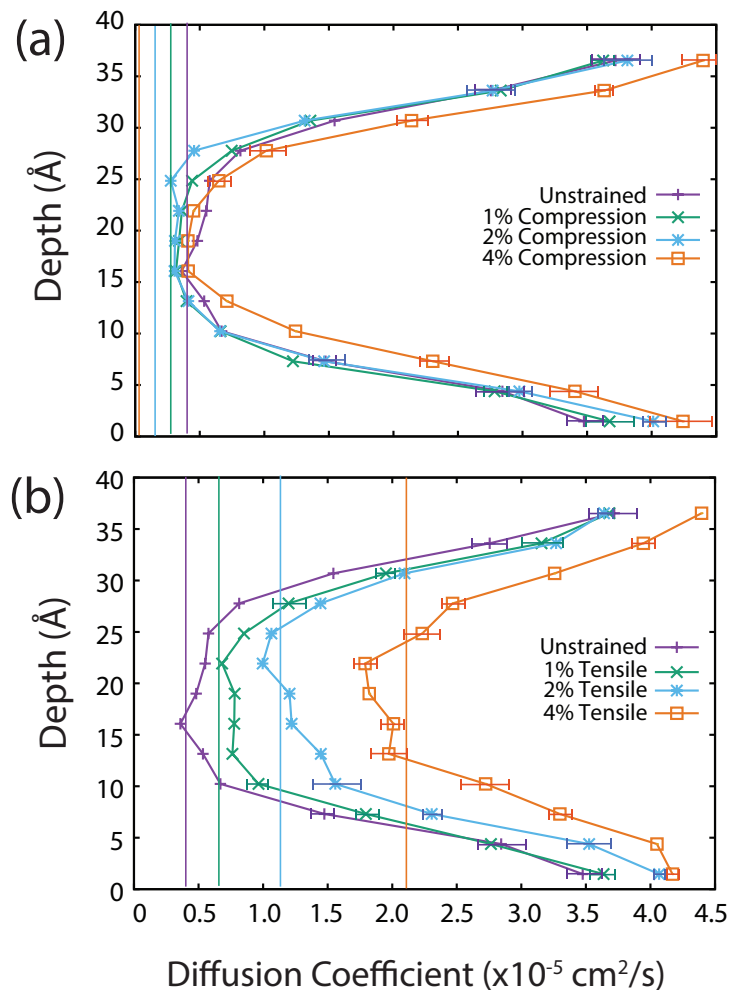 (a)
40
35
30
25
20
15
10
5
0
Depth (Å)
Unstrained
1% Compression
2% Compression
4% Compression
(b)
40
35
30
25
20
15
10
5
0
Depth (Å)
Unstrained
1% Tensile
2% Tensile
4% Tensile
0 0.5 1.0 1.5 2.0 2.5 3.0 3.5 4.0 4.5
Diffusion Coefficient (x10⁻⁵ cm²/s)